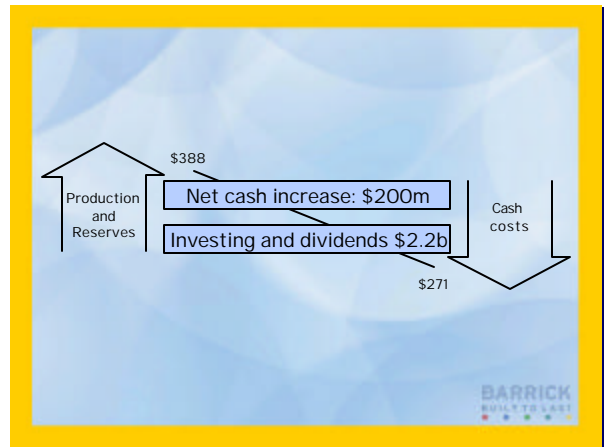 $388
Production
and
Reserves
Net cash increase: $200m
Investing and dividends $2.2b
Cash
costs
$271
BARRICK
BUILT TO LAST